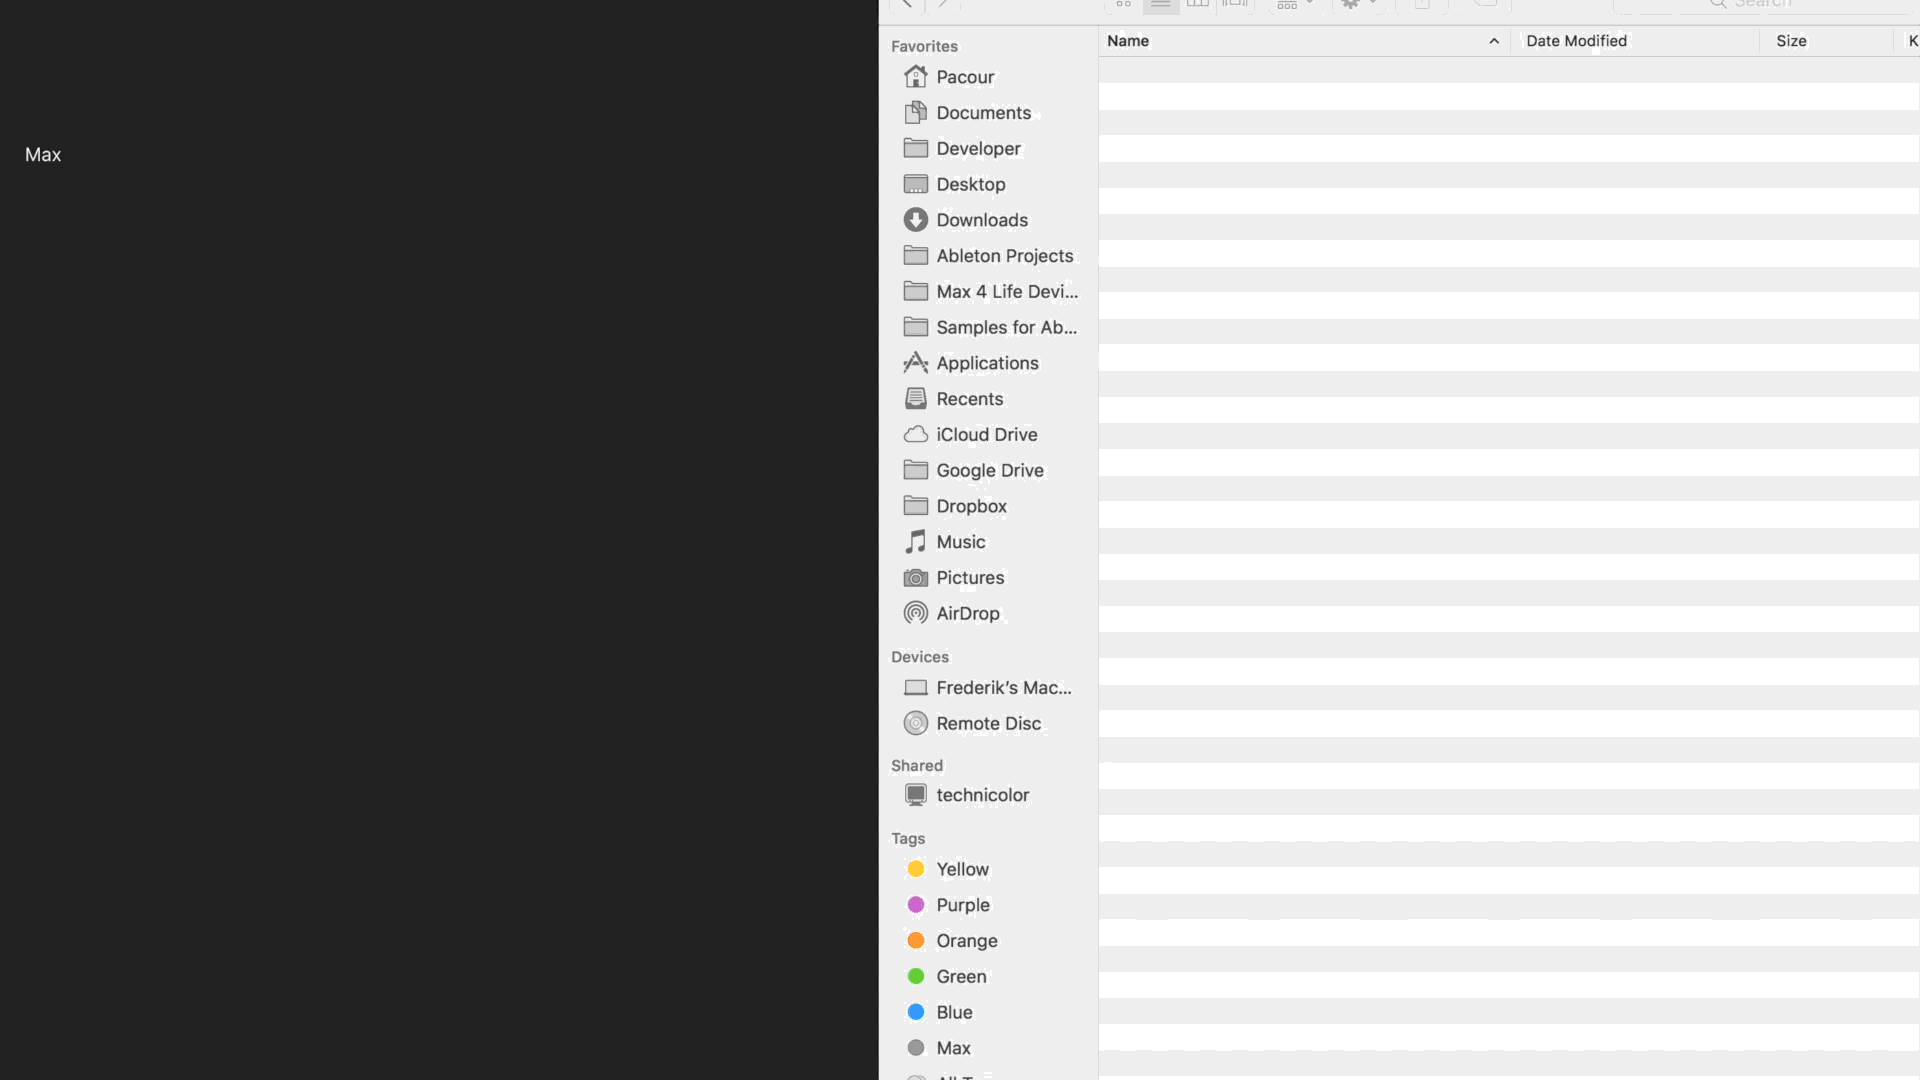 Search
Name
Date Modified
Size
K
Max
Favorites
Pacour
Documents
Developer
Desktop
Downloads
Ableton Projects
Max 4 Life Devi...
Samples for Ab...
Applications
Recents
iCloud Drive
Google Drive
Dropbox
Music
Pictures
AirDrop
Devices
Frederik’s Mac...
Remote Disc
Shared
technicolor
Tags
Yellow
Purple
Orange
Green
Blue
Max